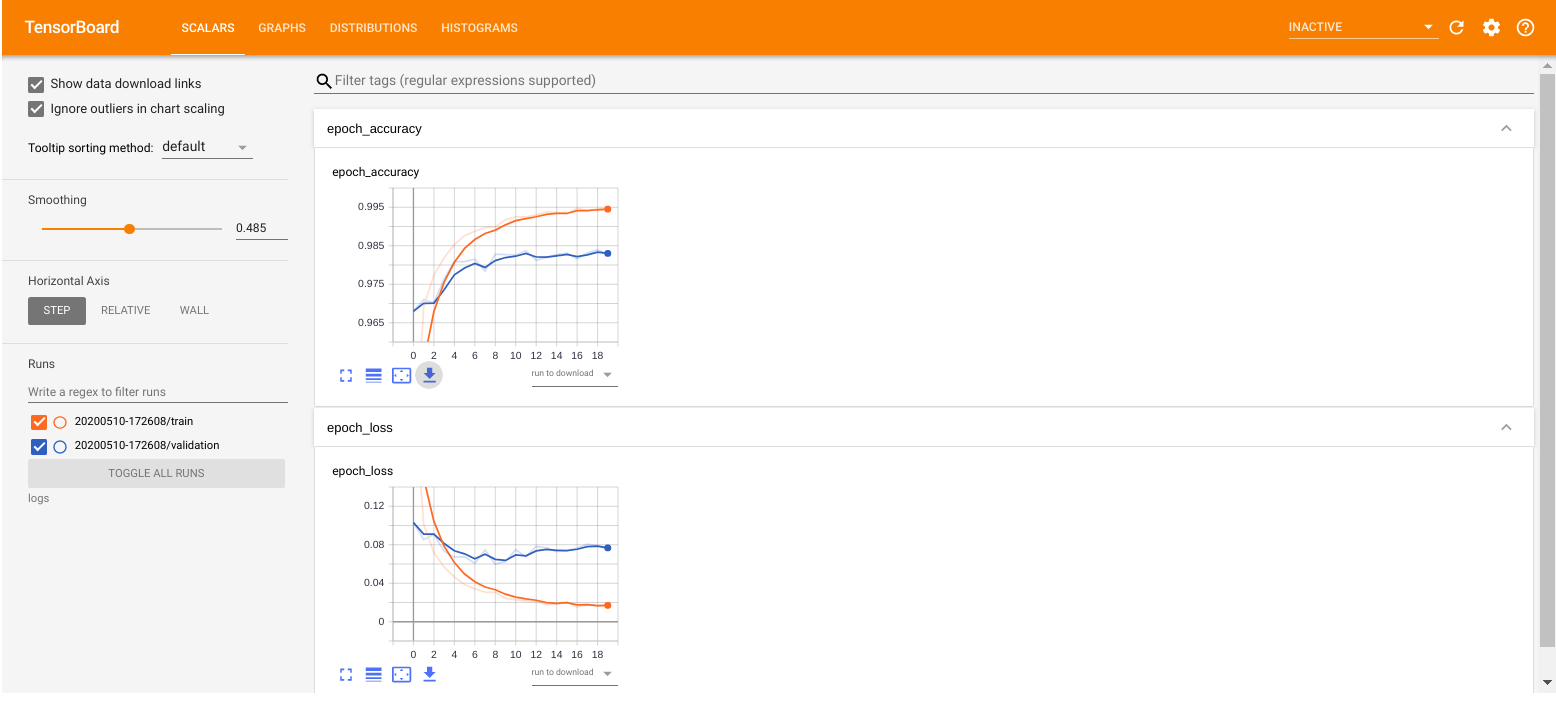 TensorBoard SCALARS GRAPHS DISTRIBUTIONS HISTOGRAMS INACTIVE
Show data download links
Ignore outliers in chart scaling
Tooltip sorting method: default
Smoothing
0.485
Horizontal Axis
STEP RELATIVE WALL
Runs
Write a regex to filter runs
20200510-172608/train
20200510-172608/validation
TOGGLE ALL RUNS
logs
Filter tags (regular expressions supported)
epoch_accuracy
epoch_accuracy
0.995
0.985
0.975
0.965
0 2 4 6 8 10 12 14 16 18
run to download
epoch_loss
epoch_loss
0.12
0.08
0.04
0
0 2 4 6 8 10 12 14 16 18
run to download